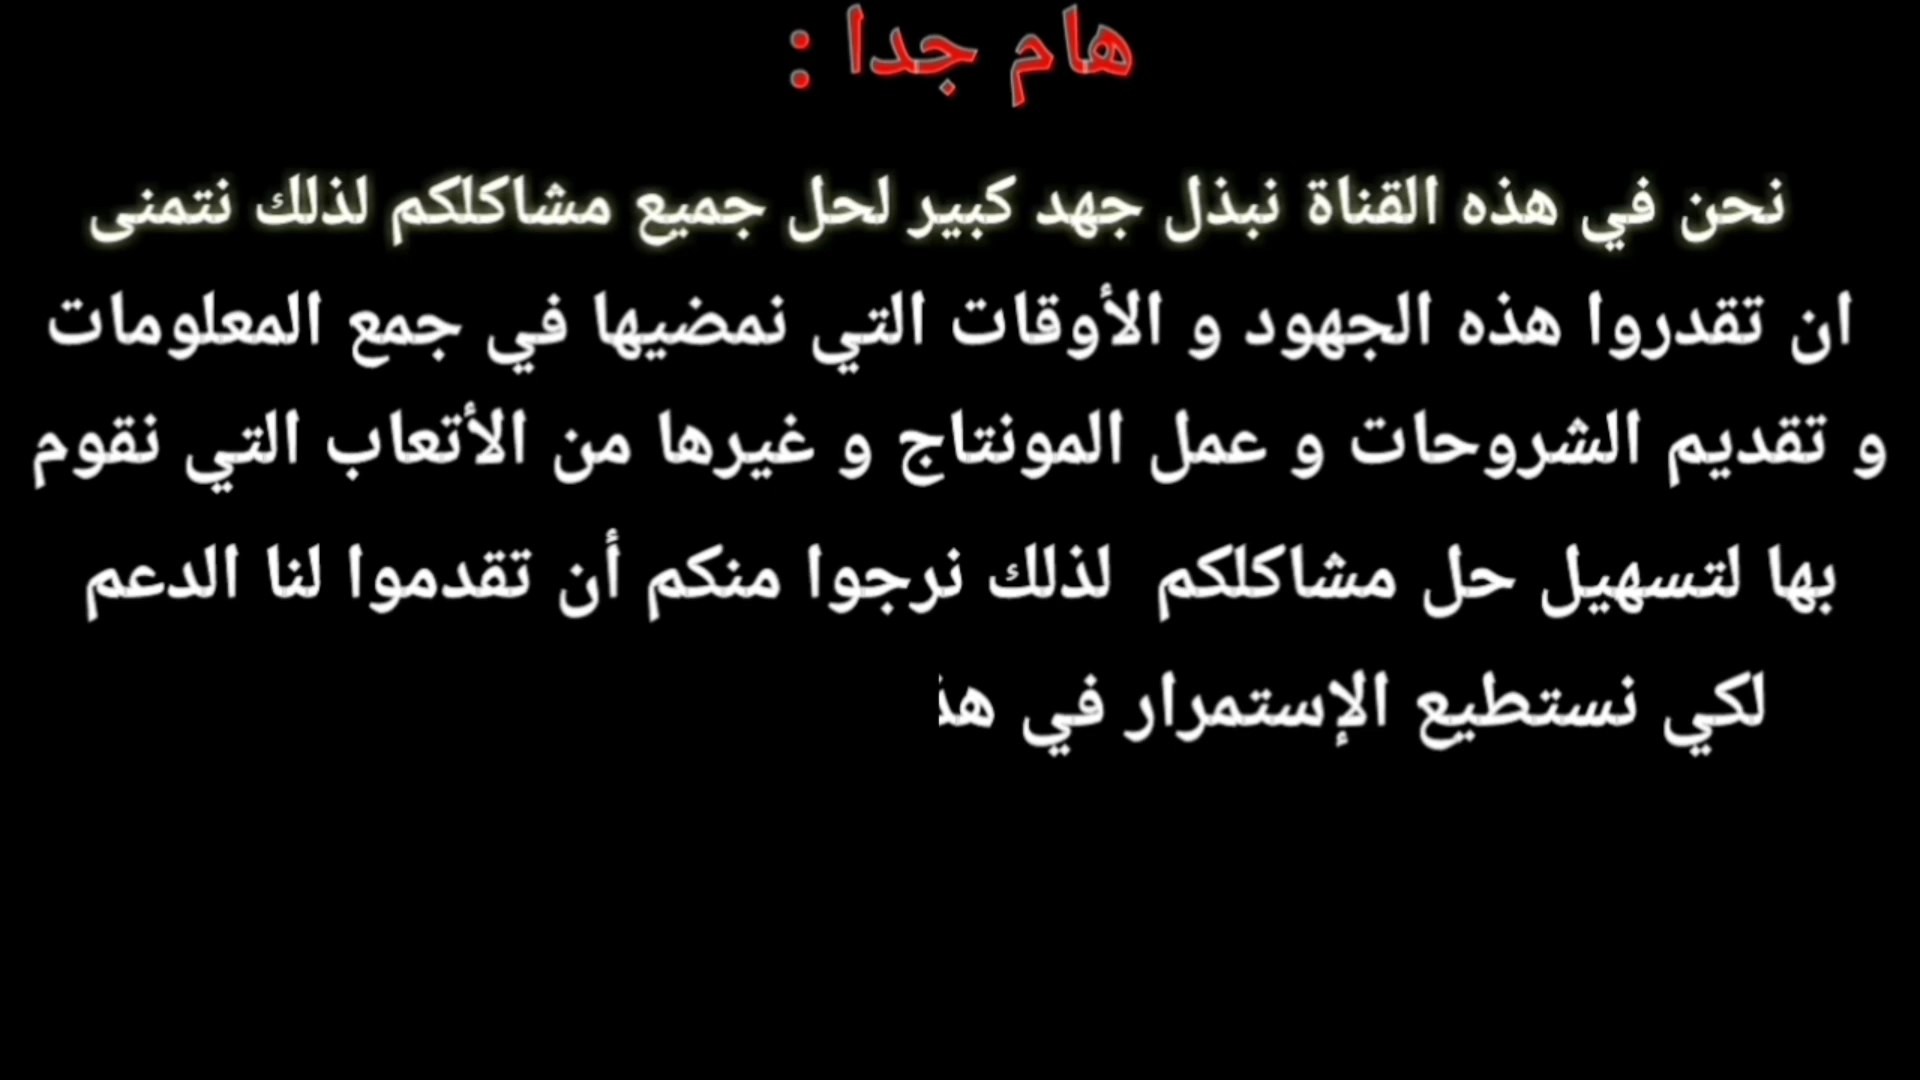 هام جدا :
نحن في هذه القناة نبذل جهد كبير لحل جميع مشاكلكم لذلك نتمنى
ان تقدروا هذه الجهود و الأوقات التي نمضيها في جمع المعلومات
و تقديم الشروحات و عمل المونتاج و غيرها من الأتعاب التي نقوم
بها لتسهيل حل مشاكلكم لذلك نرجوا منكم أن تقدموا لنا الدعم
لكي نستطيع الإستمرار في